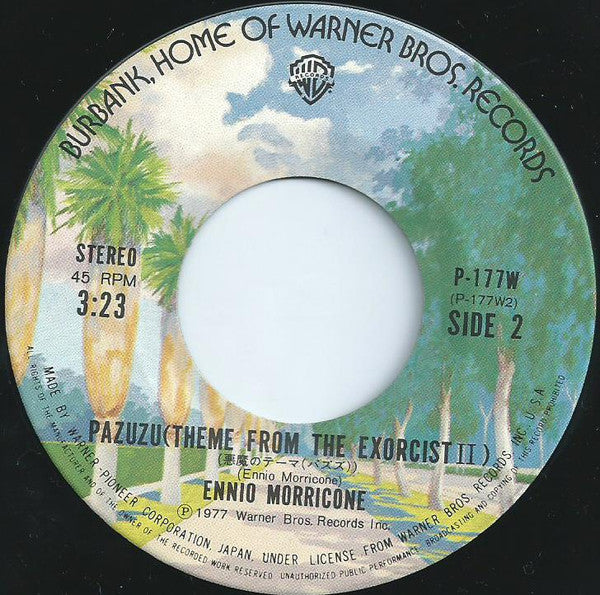 BURBANK, HOME OF WARNER BROS. RECORDS
RECORDS
STEREO
45 RPM
3:23
P-177W
(P-177W2)
SIDE 2
PAZUZU(THEME FROM THE EXORCIST II)
(悪魔のテーマ(パズズ))
(Ennio Morricone)
ENNIO MORRICONE
Ⓟ 1977 Warner Bros. Records Inc.
MADE BY WARNER-PIONEER CORPORATION, JAPAN, UNDER LICENSE FROM WARNER BROS. RECORDS, INC., U.S.A.
ALL RIGHTS OF THE MANUFACTURER AND OF THE OWNER OF THE RECORDED WORK RESERVED. UNAUTHORIZED PUBLIC PERFORMANCE, BROADCASTING AND COPYING OF THIS RECORD PROHIBITED